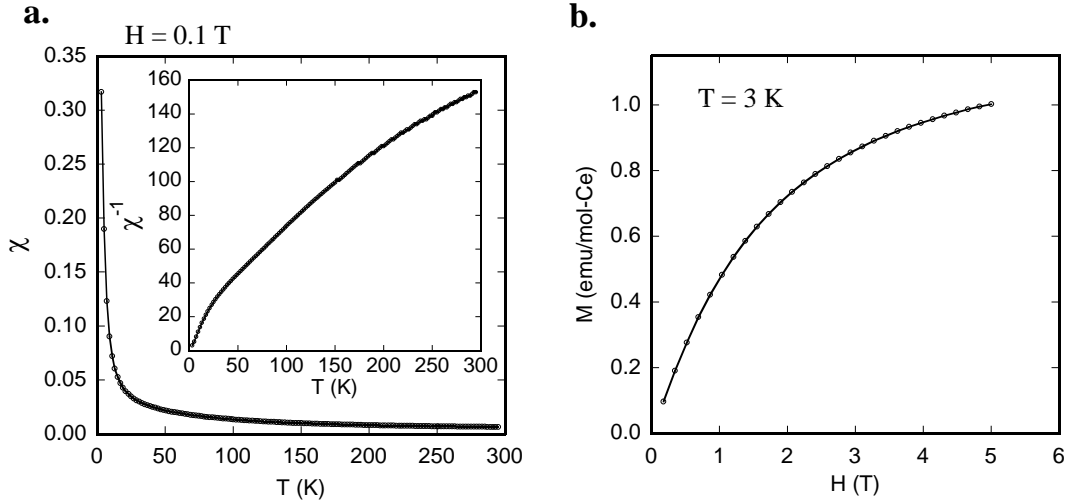 a.
H = 0.1 T
0.35
0.30
0.25
0.20
0.15
0.10
0.05
0.00
χ
0 50 100 150 200 250 300
T (K)
160
140
120
100
80
60
40
20
0
χ-1
0 50 100 150 200 250 300
T (K)
b.
T = 3 K
1.0
0.8
0.6
0.4
0.2
0.0
M (emu/mol-Ce)
0 1 2 3 4 5 6
H (T)